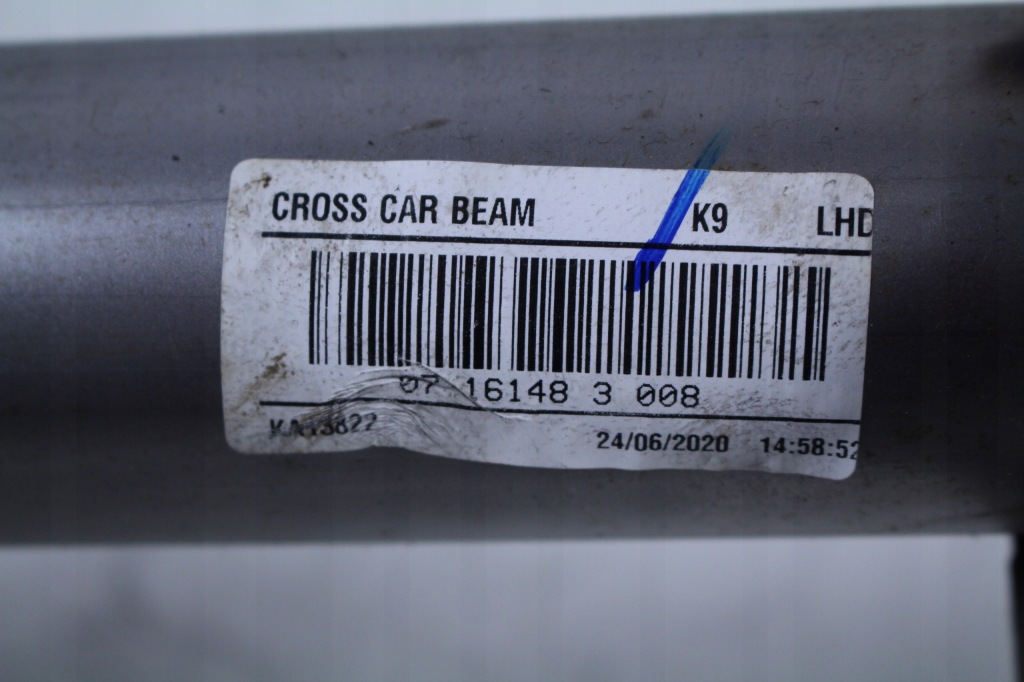 CROSS CAR BEAM K9 LHD
07 16148 3 008
24/06/2020 14:58:52